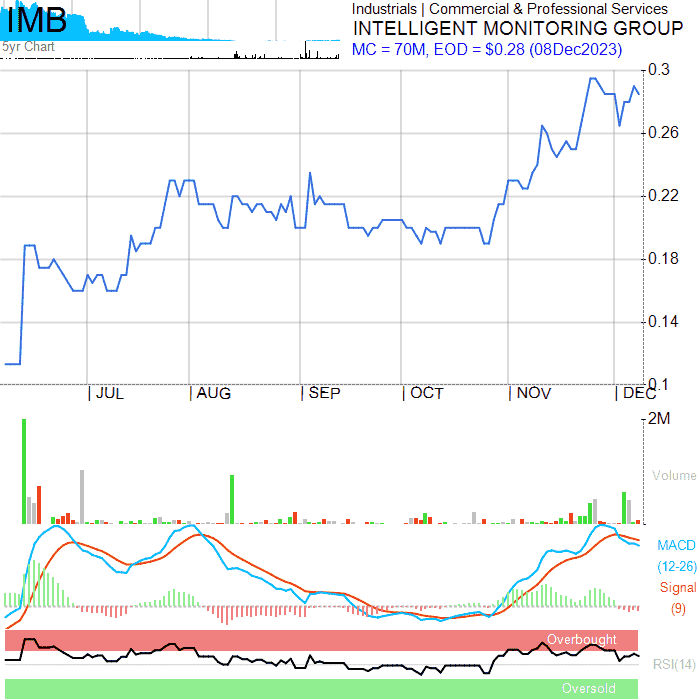 IMB
5yr Chart
Industrials | Commercial & Professional Services
INTELLIGENT MONITORING GROUP
MC = 70M, EOD = $0.28 (08Dec2023)
0.3
0.26
0.22
0.18
0.14
0.1
JUL AUG SEP OCT NOV DEC
2M
Volume
MACD
(12-26)
Signal
(9)
Overbought
RSI(14)
Oversold